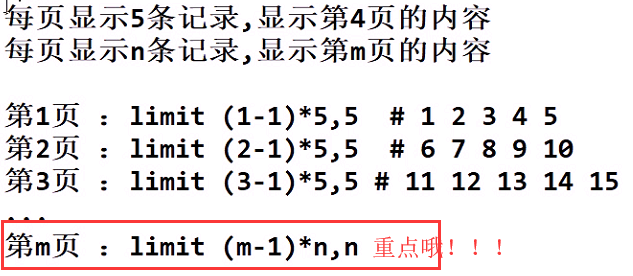 每页显示5条记录,显示第4页的内容
每页显示n条记录,显示第m页的内容
第1页 : limit (1-1)*5,5 # 1 2 3 4 5
第2页 : limit (2-1)*5,5 # 6 7 8 9 10
第3页 : limit (3-1)*5,5 # 11 12 13 14 15
...
第m页 : limit (m-1)*n,n 重点哦！！！